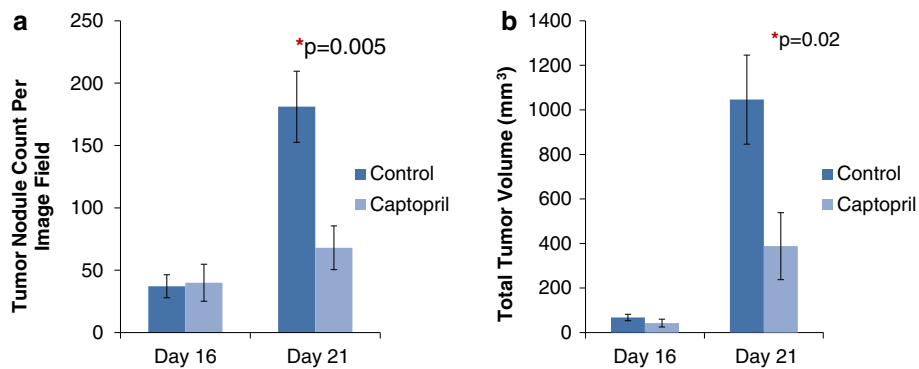 a
Tumor Nodule Count Per
Image Field
250
200
150
100
50
0
*p=0.005
Control
Captopril
Day 16
Day 21
b
Total Tumor Volume (mm³)
1400
1200
1000
800
600
400
200
0
*p=0.02
Control
Captopril
Day 16
Day 21